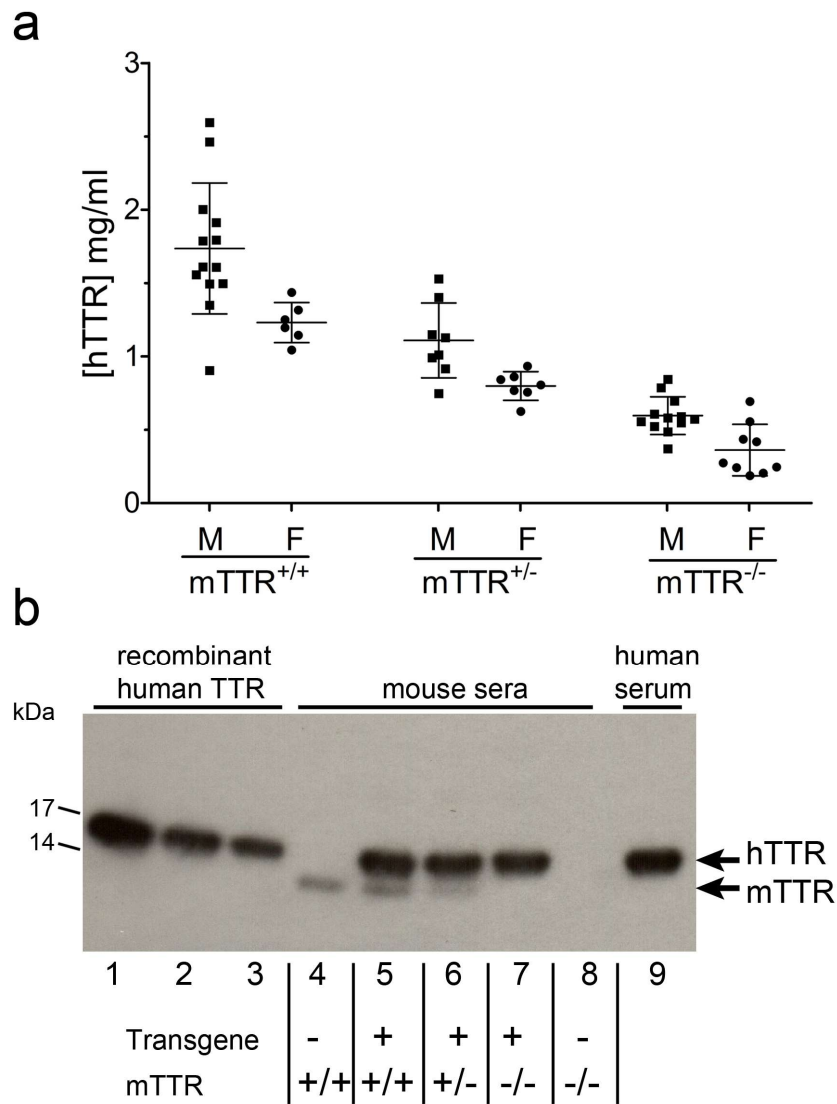 a
3
2
1
0
[hTTR] mg/ml
M F M F M F
mTTR+/+ mTTR+/- mTTR-/-
b
recombinant
human TTR
mouse sera
human
serum
kDa
17
14
hTTR
mTTR
1 2 3 4 5 6 7 8 9
Transgene - + + + -
mTTR +/+ +/+ +/- -/- -/-